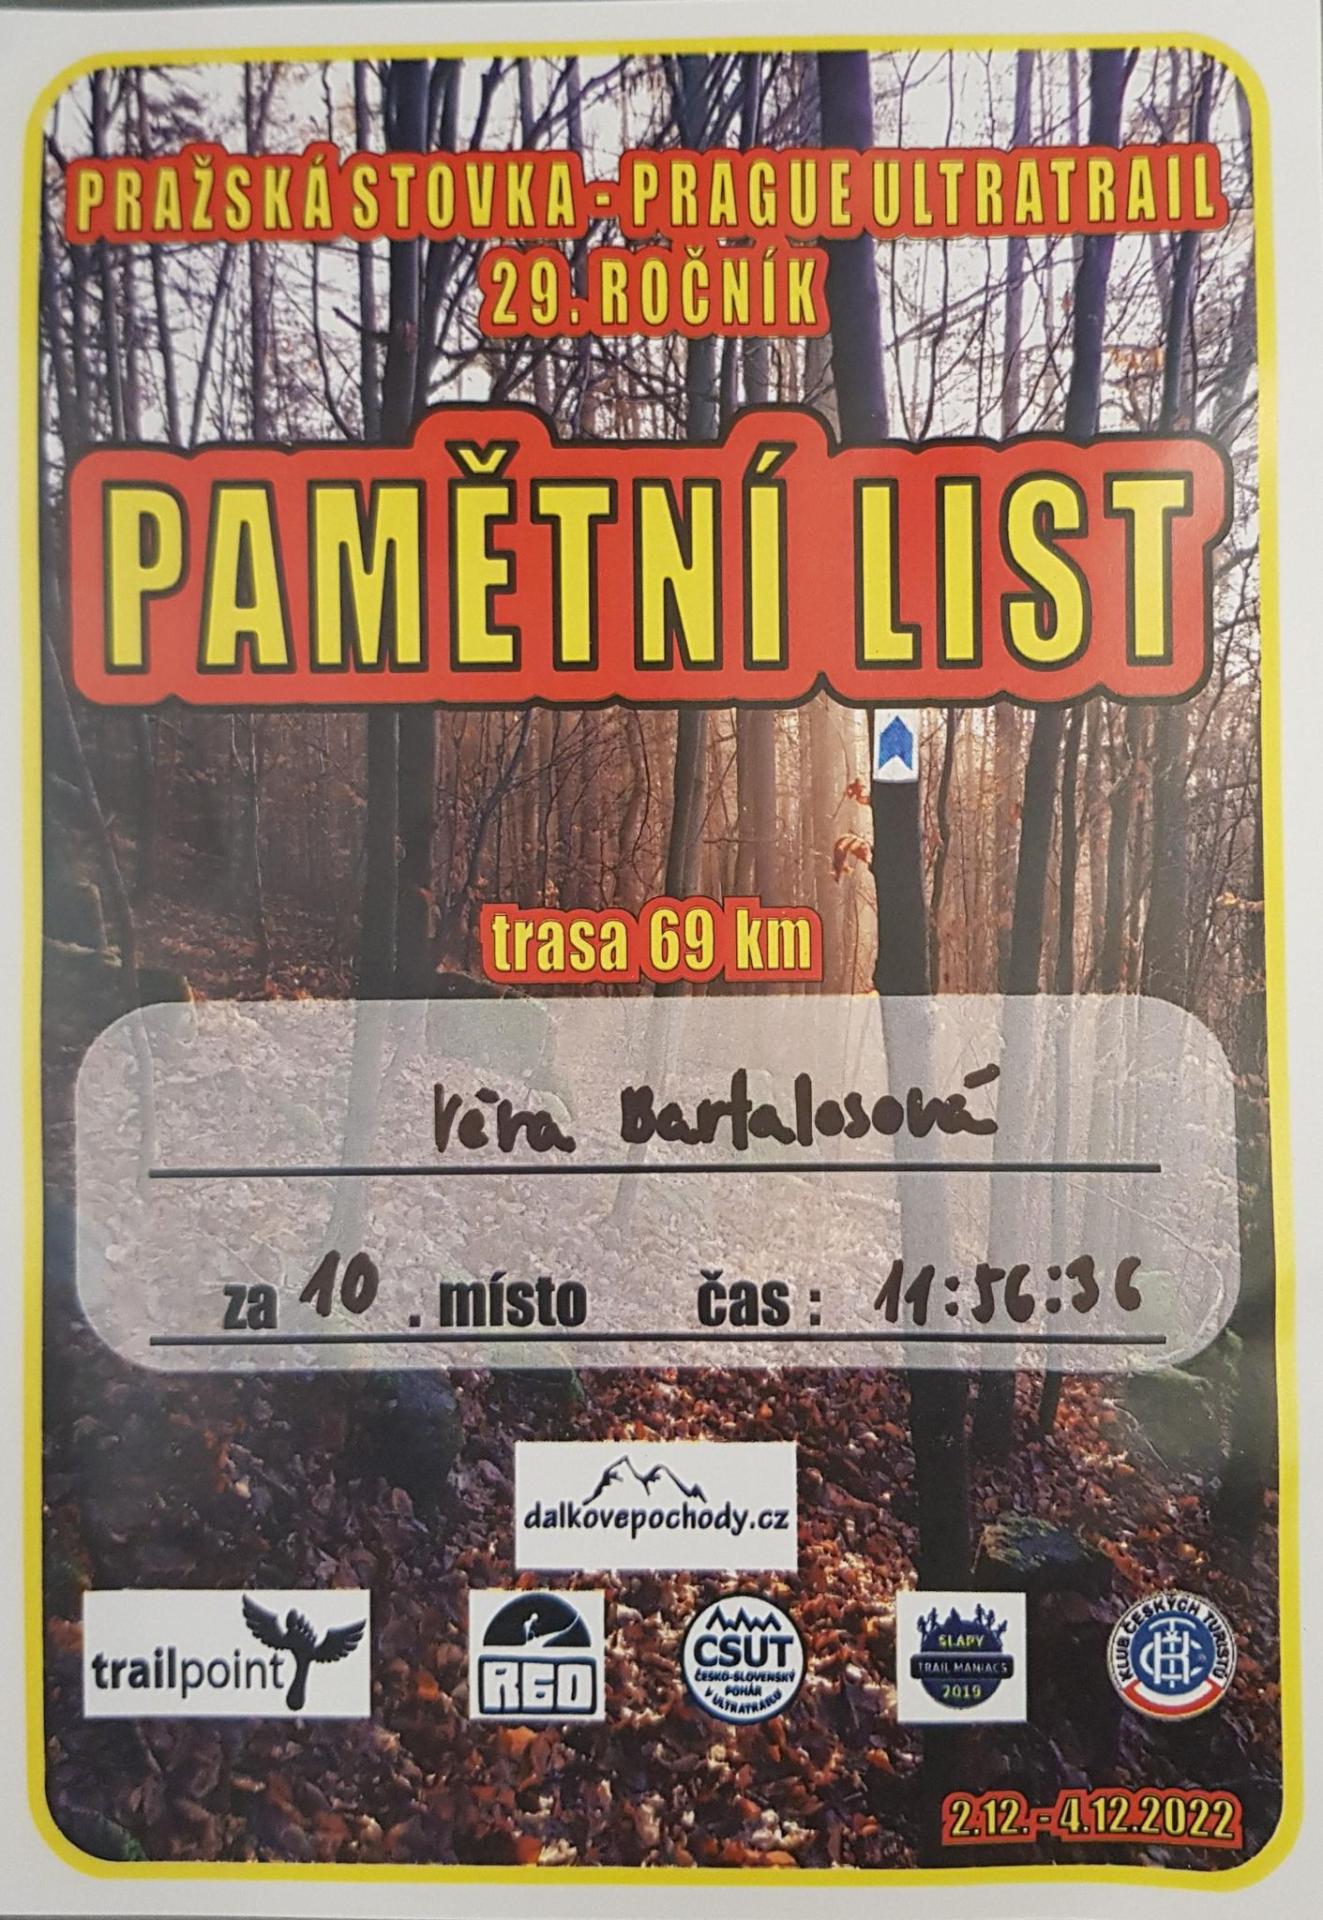 PRAŽSKÁ STOVKA - PRAGUE ULTRATRAIL
29. ROČNÍK
PAMĚTNÍ LIST
trasa 69 km
Věra Bartalosová
za 10 . místo čas : 11:56:36
dalkovepochody.cz
trailpoint
R60
CSUT
ČESKO-SLOVENSKÝ
POHÁR
V ULTRATRAILU
SLAPY
TRAIL MANIACS
2019
KLUB ČESKÝCH TURISTŮ
KČT
2.12. - 4.12.2022